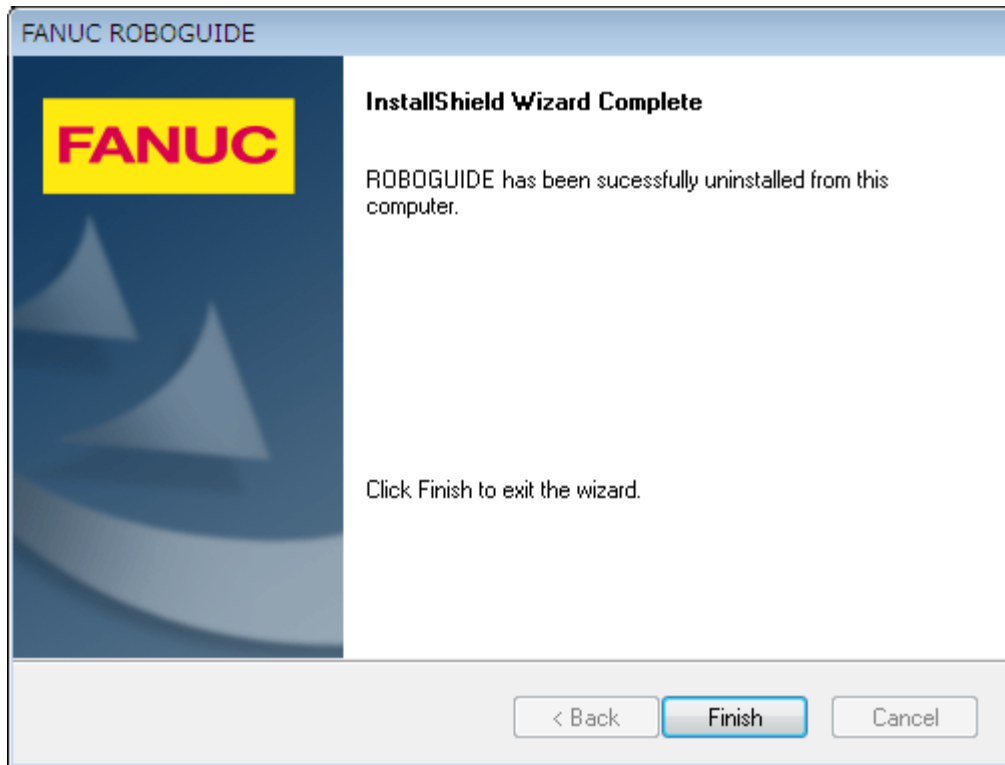 FANUC ROBOGUIDE
FANUC
InstallShield Wizard Complete
ROBOGUIDE has been sucessfully uninstalled from this
computer.
Click Finish to exit the wizard.
< Back
Finish
Cancel